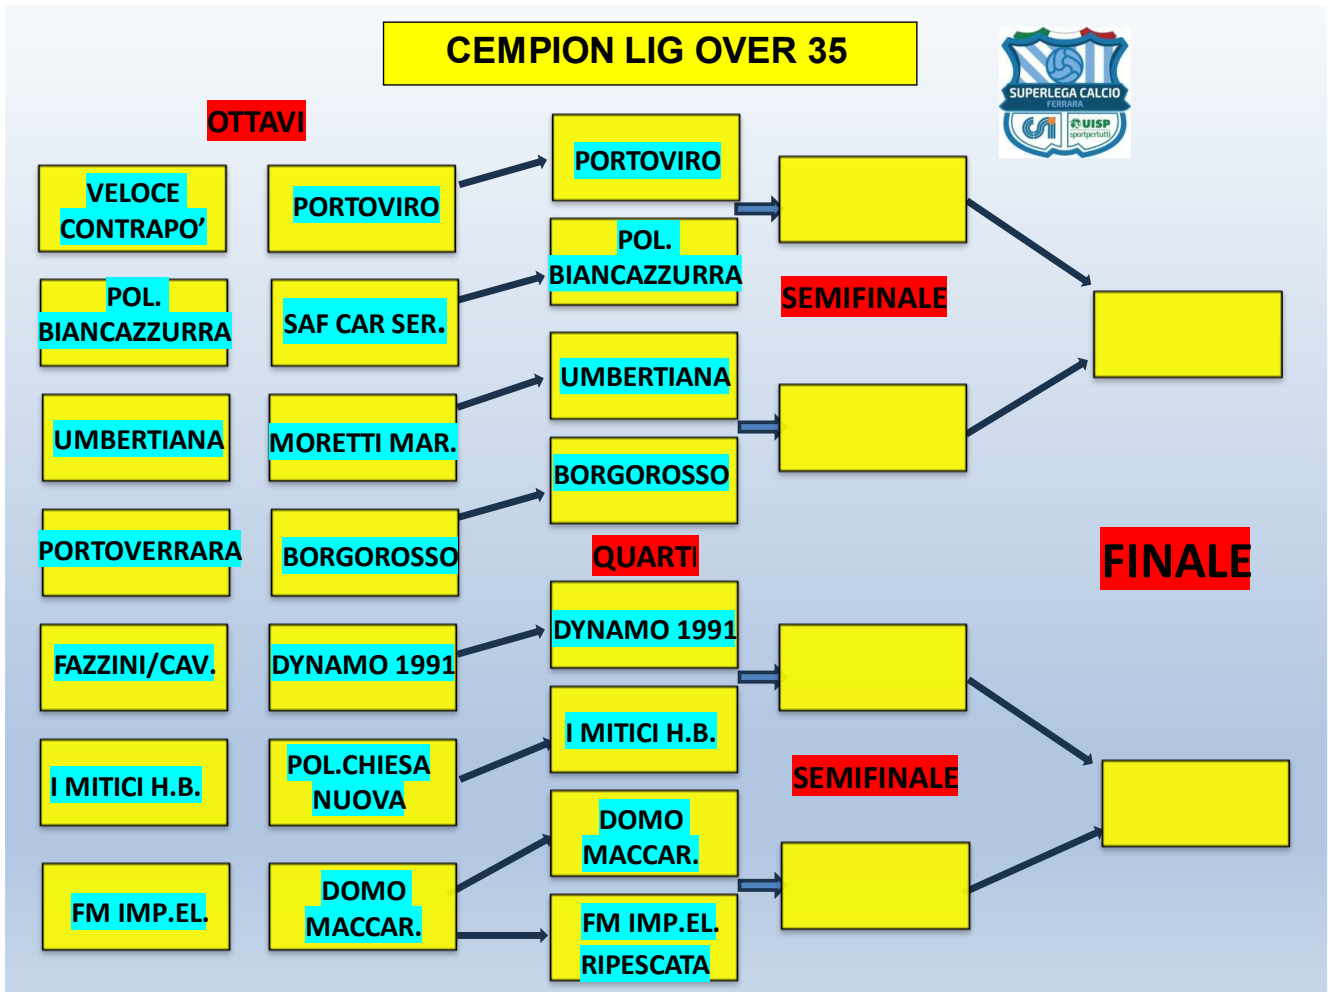 CEMPION LIG OVER 35
SUPERLEGA CALCIO
FERRARA
CSI
UISP
sportpertutti
OTTAVI
VELOCE
CONTRAPO’
PORTOVIRO
PORTOVIRO
POL.
BIANCAZZURRA
SAF CAR SER.
POL.
BIANCAZZURRA
SEMIFINALE
UMBERTIANA
MORETTI MAR.
UMBERTIANA
PORTOVERRARA
BORGOROSSO
BORGOROSSO
QUARTI
FINALE
FAZZINI/CAV.
DYNAMO 1991
DYNAMO 1991
I MITICI H.B.
POL.CHIESA
NUOVA
I MITICI H.B.
SEMIFINALE
FM IMP.EL.
DOMO
MACCAR.
DOMO
MACCAR.
FM IMP.EL.
RIPESCATA